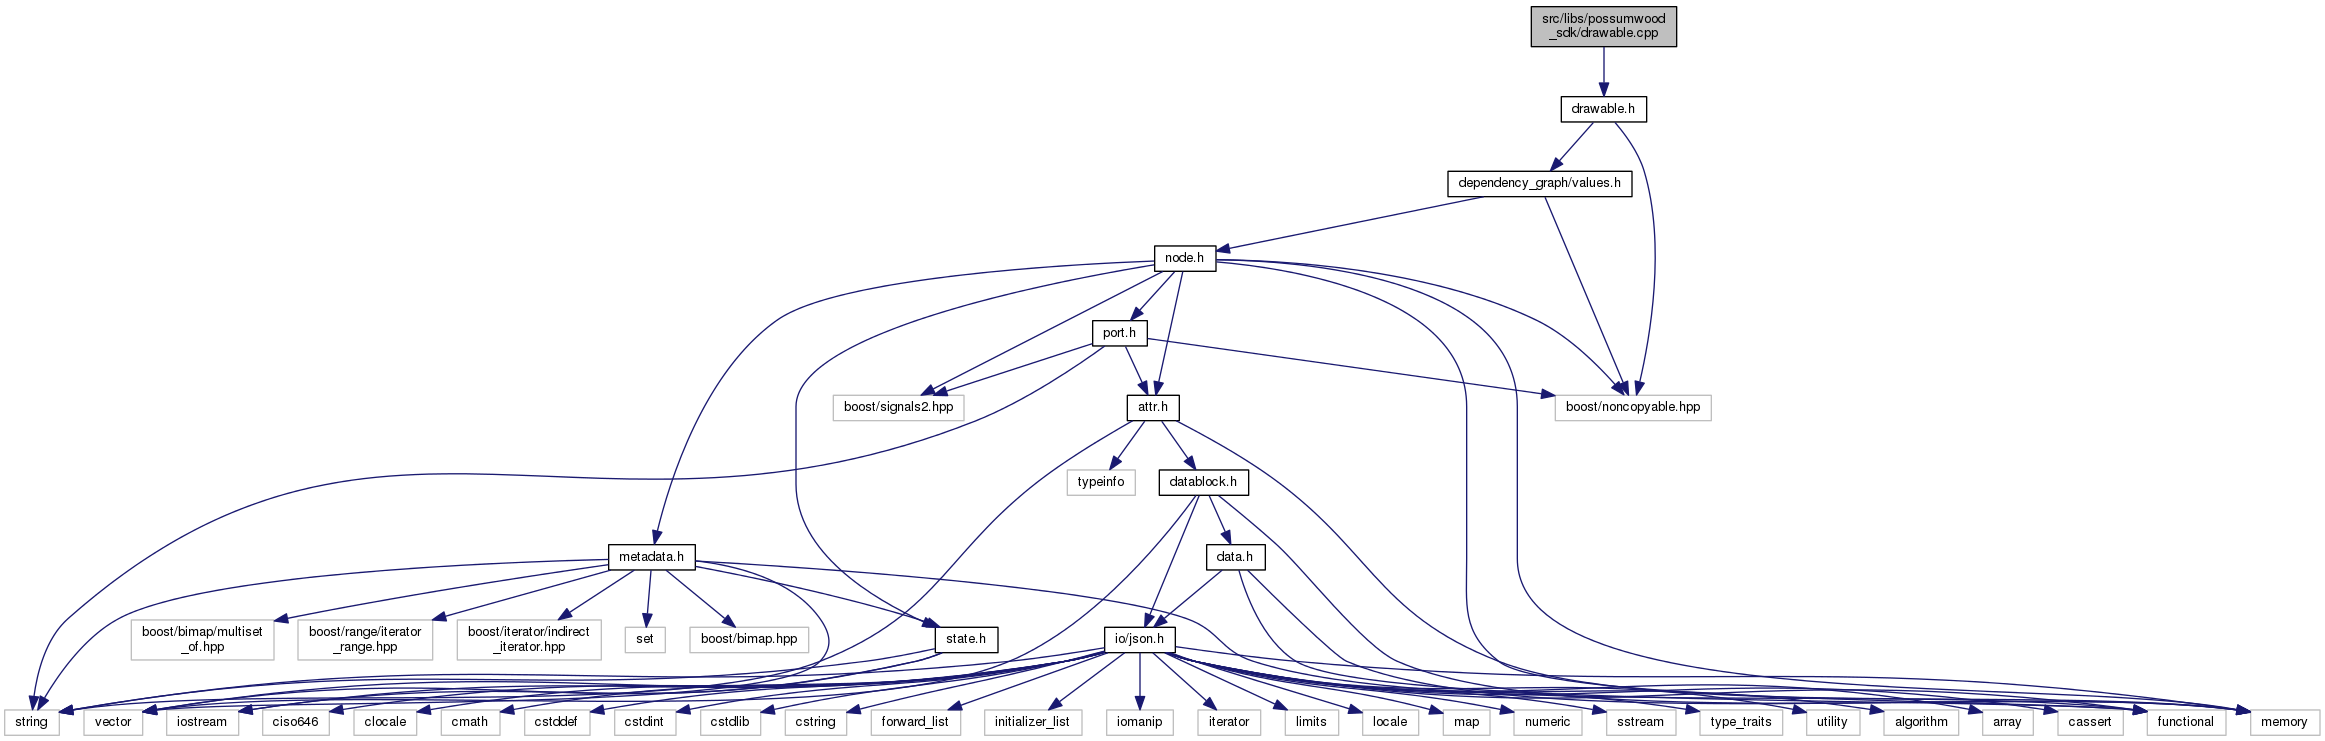 src/libs/possumwood
_sdk/drawable.cpp
drawable.h
dependency_graph/values.h
node.h
port.h
boost/signals2.hpp
attr.h
boost/noncopyable.hpp
typeinfo
datablock.h
metadata.h
data.h
boost/bimap/multiset
_of.hpp
boost/range/iterator
_range.hpp
boost/iterator/indirect
_iterator.hpp
set
boost/bimap.hpp
state.h
io/json.h
string
vector
iostream
ciso646
clocale
cmath
cstddef
cstdint
cstdlib
cstring
forward_list
initializer_list
iomanip
iterator
limits
locale
map
numeric
sstream
type_traits
utility
algorithm
array
cassert
functional
memory